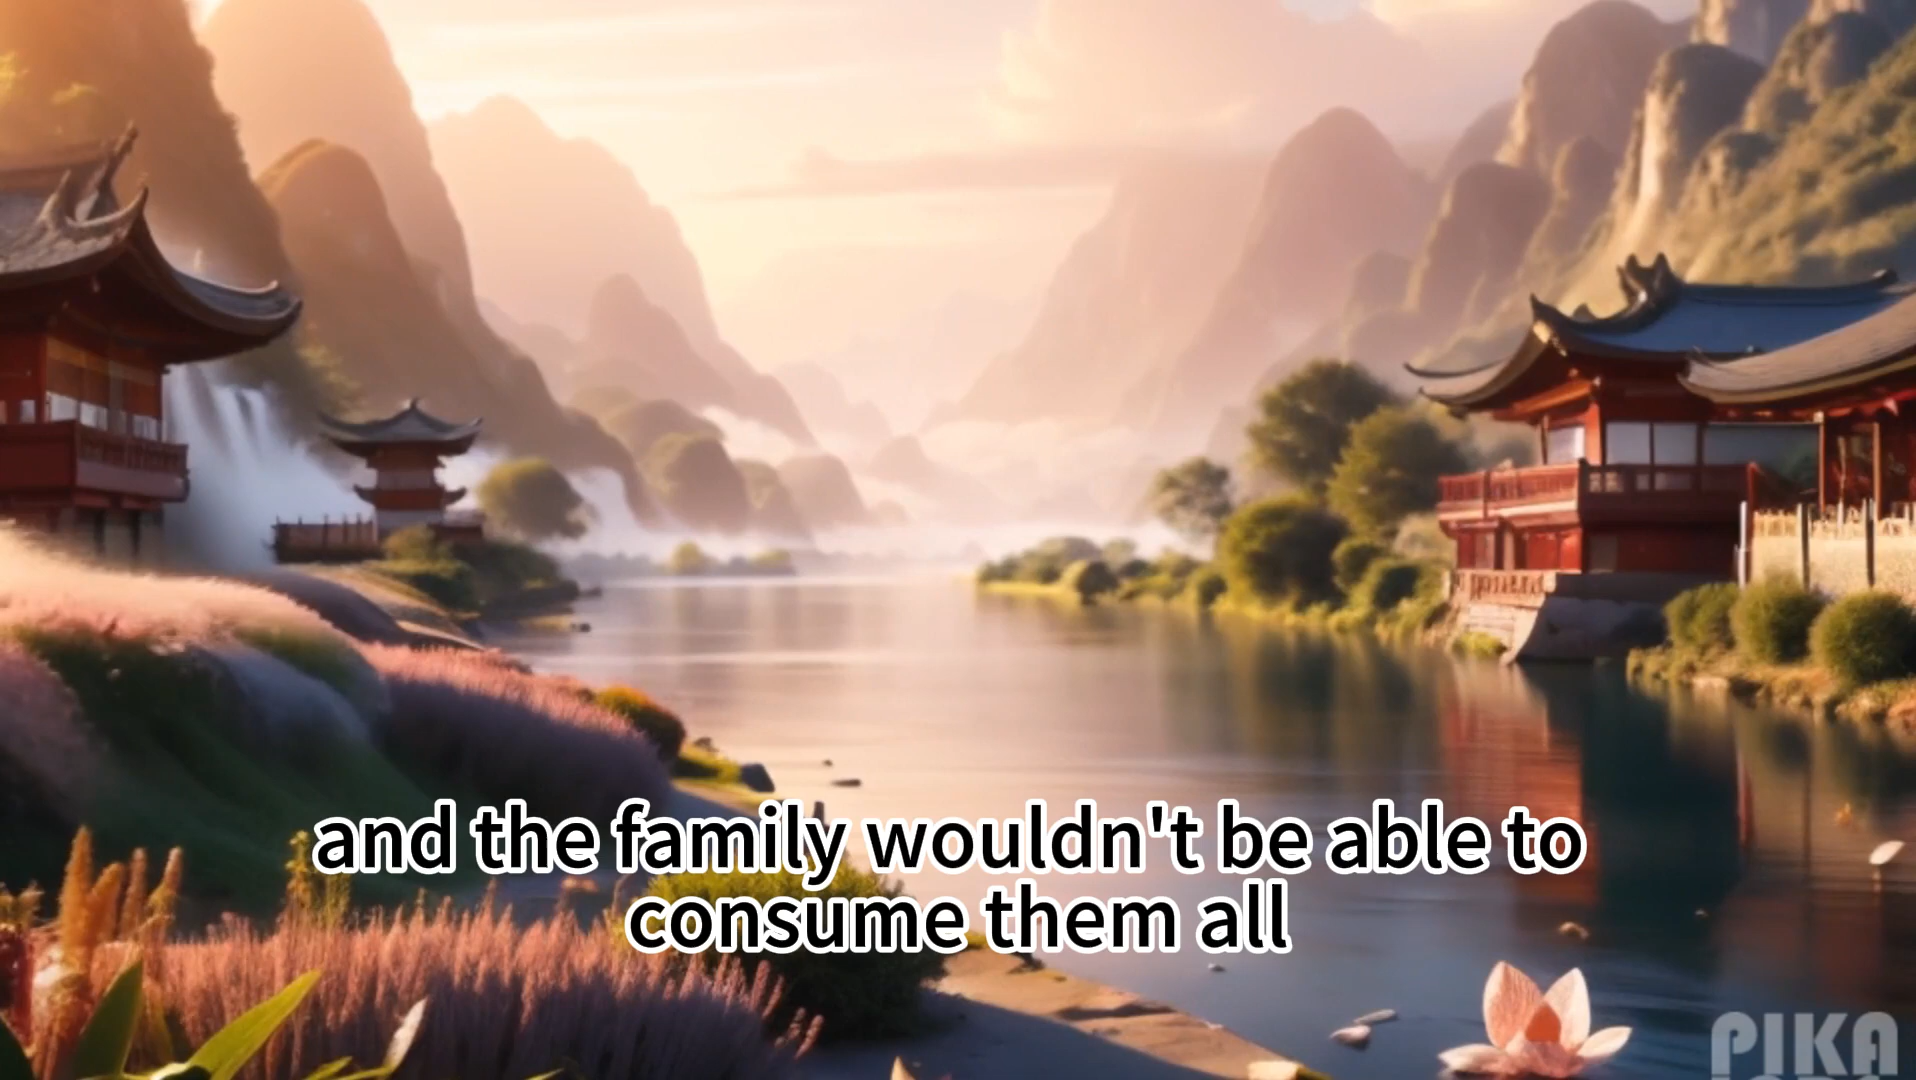 and the family wouldn't be able to
consume them all
PIKA